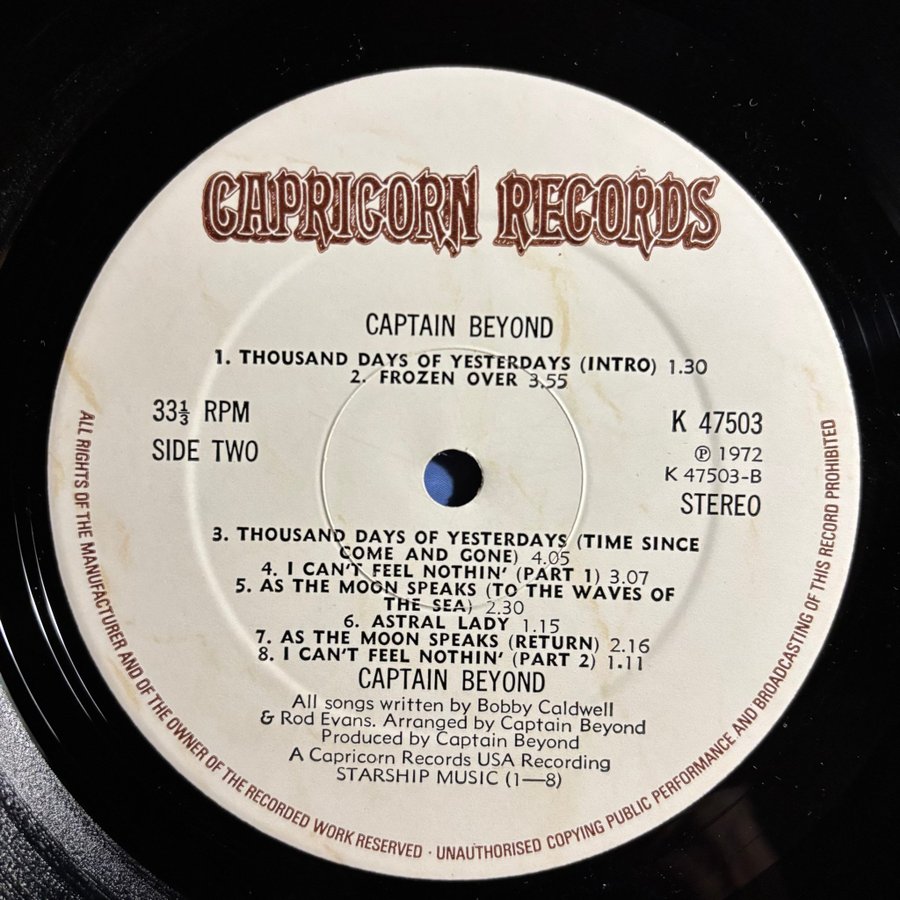 CAPRICORN RECORDS
CAPTAIN BEYOND
1. THOUSAND DAYS OF YESTERDAYS (INTRO) 1.30
2. FROZEN OVER 3.55
33⅓ RPM
SIDE TWO
K 47503
℗ 1972
K 47503-B
STEREO
3. THOUSAND DAYS OF YESTERDAYS (TIME SINCE
COME AND GONE) 4.05
4. I CAN'T FEEL NOTHIN' (PART 1) 3.07
5. AS THE MOON SPEAKS (TO THE WAVES OF
THE SEA) 2.30
6. ASTRAL LADY 1.15
7. AS THE MOON SPEAKS (RETURN) 2.16
8. I CAN'T FEEL NOTHIN' (PART 2) 1.11
CAPTAIN BEYOND
All songs written by Bobby Caldwell
& Rod Evans. Arranged by Captain Beyond
Produced by Captain Beyond
A Capricorn Records USA Recording
STARSHIP MUSIC (1—8)
ALL RIGHTS OF THE MANUFACTURER AND OF THE OWNER OF THE RECORDED WORK RESERVED · UNAUTHORISED COPYING PUBLIC PERFORMANCE AND BROADCASTING OF THIS RECORD PROHIBITED